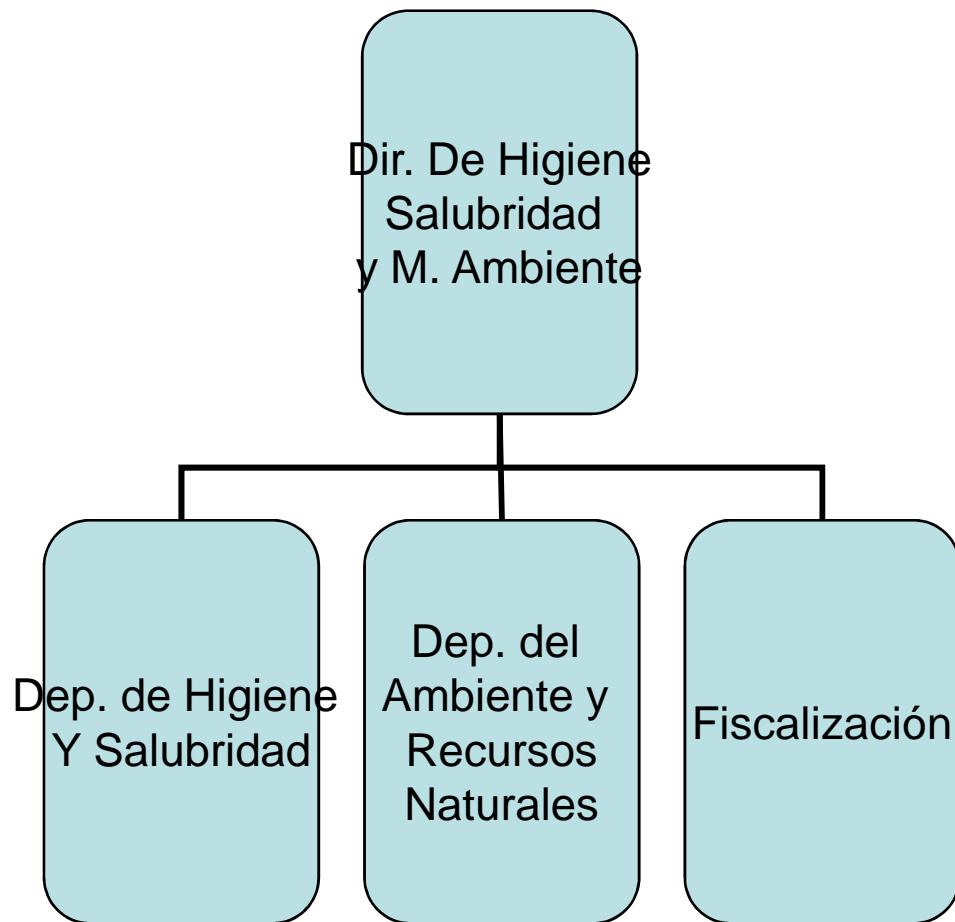 Dir. De Higiene
Salubridad
y M. Ambiente
Dep. de Higiene
Y Salubridad
Dep. del
Ambiente y
Recursos
Naturales
Fiscalización